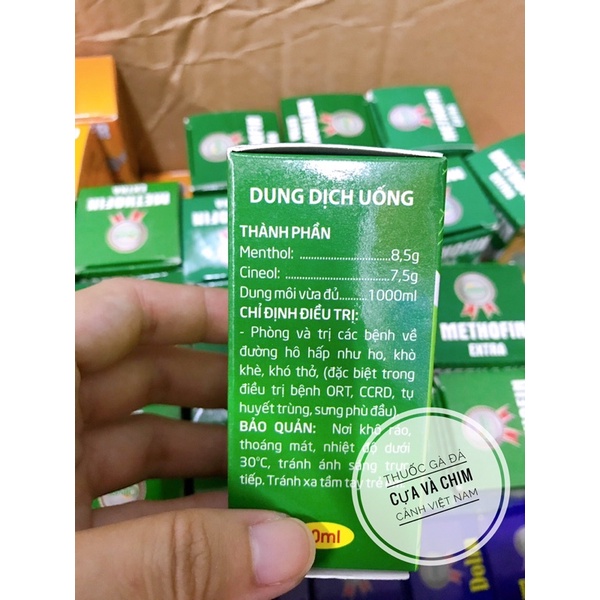 DUNG DỊCH UỐNG
THÀNH PHẦN
Menthol: ..............................8,5g
Cineol: ..................................7,5g
Dung môi vừa đủ.........1000ml
CHỈ ĐỊNH ĐIỀU TRỊ:
- Phòng và trị các bệnh về
đường hô hấp như ho, khò
khè, khó thở, (đặc biệt trong
điều trị bệnh ORT, CCRD, tụ
huyết trùng, sưng phù đầu)
BẢO QUẢN: Nơi khô ráo,
thoáng mát, nhiệt độ dưới
30°C, tránh ánh sáng trực
tiếp. Tránh xa tầm tay trẻ
0ml
THUỐC GÀ ĐÁ
CỰA VÀ CHIM
CẢNH VIỆT NAM
METHOFIN
EXTRA
METHOFIN
EXTRA
METHOFIN